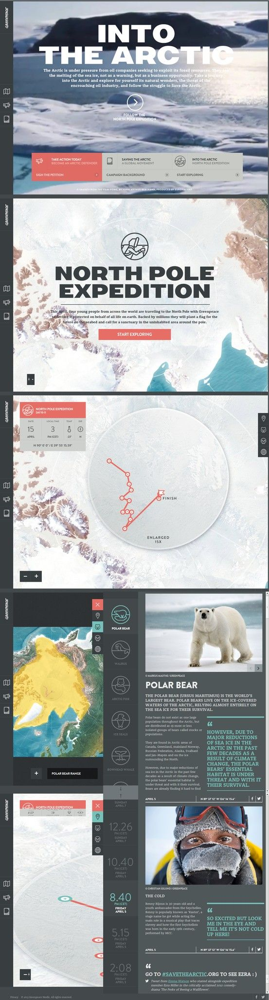 GREENPEACE
INTO
THE ARCTIC
The Arctic is under pressure from oil companies seeking to exploit its fossil resources. They see
the melting of the sea ice, not as a warning, but as a business opportunity. Take a journey
into the Arctic and explore for yourself its natural wonders, the threat of the
encroaching oil industry, and follow the struggle to Save the Arctic.
FOLLOW THE
NORTH POLE EXPEDITION
TAKE ACTION TODAY
BECOME AN ARCTIC DEFENDER
SIGN THE PETITION
SAVING THE ARCTIC
A GLOBAL MOVEMENT
CAMPAIGN BACKGROUND
INTO THE ARCTIC
NORTH POLE EXPEDITION
START EXPLORING
© IMAGES FROM THE FILM HOME, BY YANN ARTHUS-BERTRAND, PRODUCED BY EUROPACORP
GREENPEACE
NORTH POLE
EXPEDITION
This April, four young people from across the world are traveling to the North Pole with Greenpeace
to declare it protected on behalf of all life on earth. Backed by millions they will plant a flag for the
future on the seabed and call for a sanctuary in the uninhabited area around the pole.
START EXPLORING
GREENPEACE
NORTH POLE EXPEDITION
DAY 10-11
DATE LOCAL TIME TEMP DIR
15 3
APRIL PM (CET) -23° N
N 90° 0' 0" / E 39° 55' 15.59"
FINISH
ENLARGED
15X
GREENPEACE
POLAR BEAR RANGE
POLAR BEAR
WALRUS
ARCTIC FOX
ICE SEALS
BOWHEAD WHALE
© MARKUS MAUTHE / GREENPEACE
POLAR BEAR
THE POLAR BEAR (URSUS MARITIMUS) IS THE WORLD'S
LARGEST BEAR. POLAR BEARS LIVE ON THE ICE-COVERED
WATERS OF THE ARCTIC, RELYING ALMOST ENTIRELY ON
THE SEA ICE FOR THEIR SURVIVAL.
Polar bears do not exist as one large
population throughout the Arctic, but
are distributed as 19 more or less
isolated groups of bears called stocks or
populations.
They are found in Arctic areas of
Canada, Greenland, mainland Norway,
Russian Federation, Alaska, Svalbard
and Jan-Mayen and on the ice
surrounding the North.
However, due to major reductions of
sea ice in the Arctic in the past few
decades as a result of climate change,
the polar bears' essential habitat is
under threat and with it their survival.
Bears are already finding it hard to find
“
HOWEVER, DUE TO
MAJOR REDUCTIONS
OF SEA ICE IN THE
ARCTIC IN THE PAST
FEW DECADES AS A
RESULT OF CLIMATE
CHANGE, THE POLAR
BEARS' ESSENTIAL
HABITAT IS UNDER
THREAT AND WITH IT
THEIR SURVIVAL.
APRIL 5 N 89° 37' 12" W 126° 16' 15.6"
GREENPEACE
NORTH POLE EXPEDITION
SUNDAY
APRIL 7
12.26
PM (CET)
SUNDAY
APRIL 7
10.40
PM (CET)
FRIDAY
APRIL 5
8.40
PM (CET)
FRIDAY
APRIL 5
5.15
PM (CET)
FRIDAY
APRIL 5
2:08
PM (CET)
FRIDAY
APRIL 5
© CHRISTIAN ÅSLUND / GREENPEACE
THE COLD
Renny Bijoux is 30 years old and a
youth ambassador from the Seychelles.
Renny is popularly known as 'Kastor', a
stage name he got while acting the
main role in a musical play that traces
slavery and how the first Seychellois
was born in the early 19th century,
performed by MCC.
“
SO EXCITED BUT LOOK
ME IN THE EYE AND
TELL ME IT'S NOT COLD
UP HERE!
APRIL 5 N 89° 37' 12" W 126° 16' 15.6"
“
GO TO #SAVETHEARCTIC.ORG TO SEE EZRA : )
Tweet from Emma Watson who starred alongside expedition
member Ezra Miller in the critically acclaimed 2012 comedy-
drama 'The Perks of Beeing a Wallflower'.
Privacy © 2013 Greenpeace Nordic. All rights reserved.